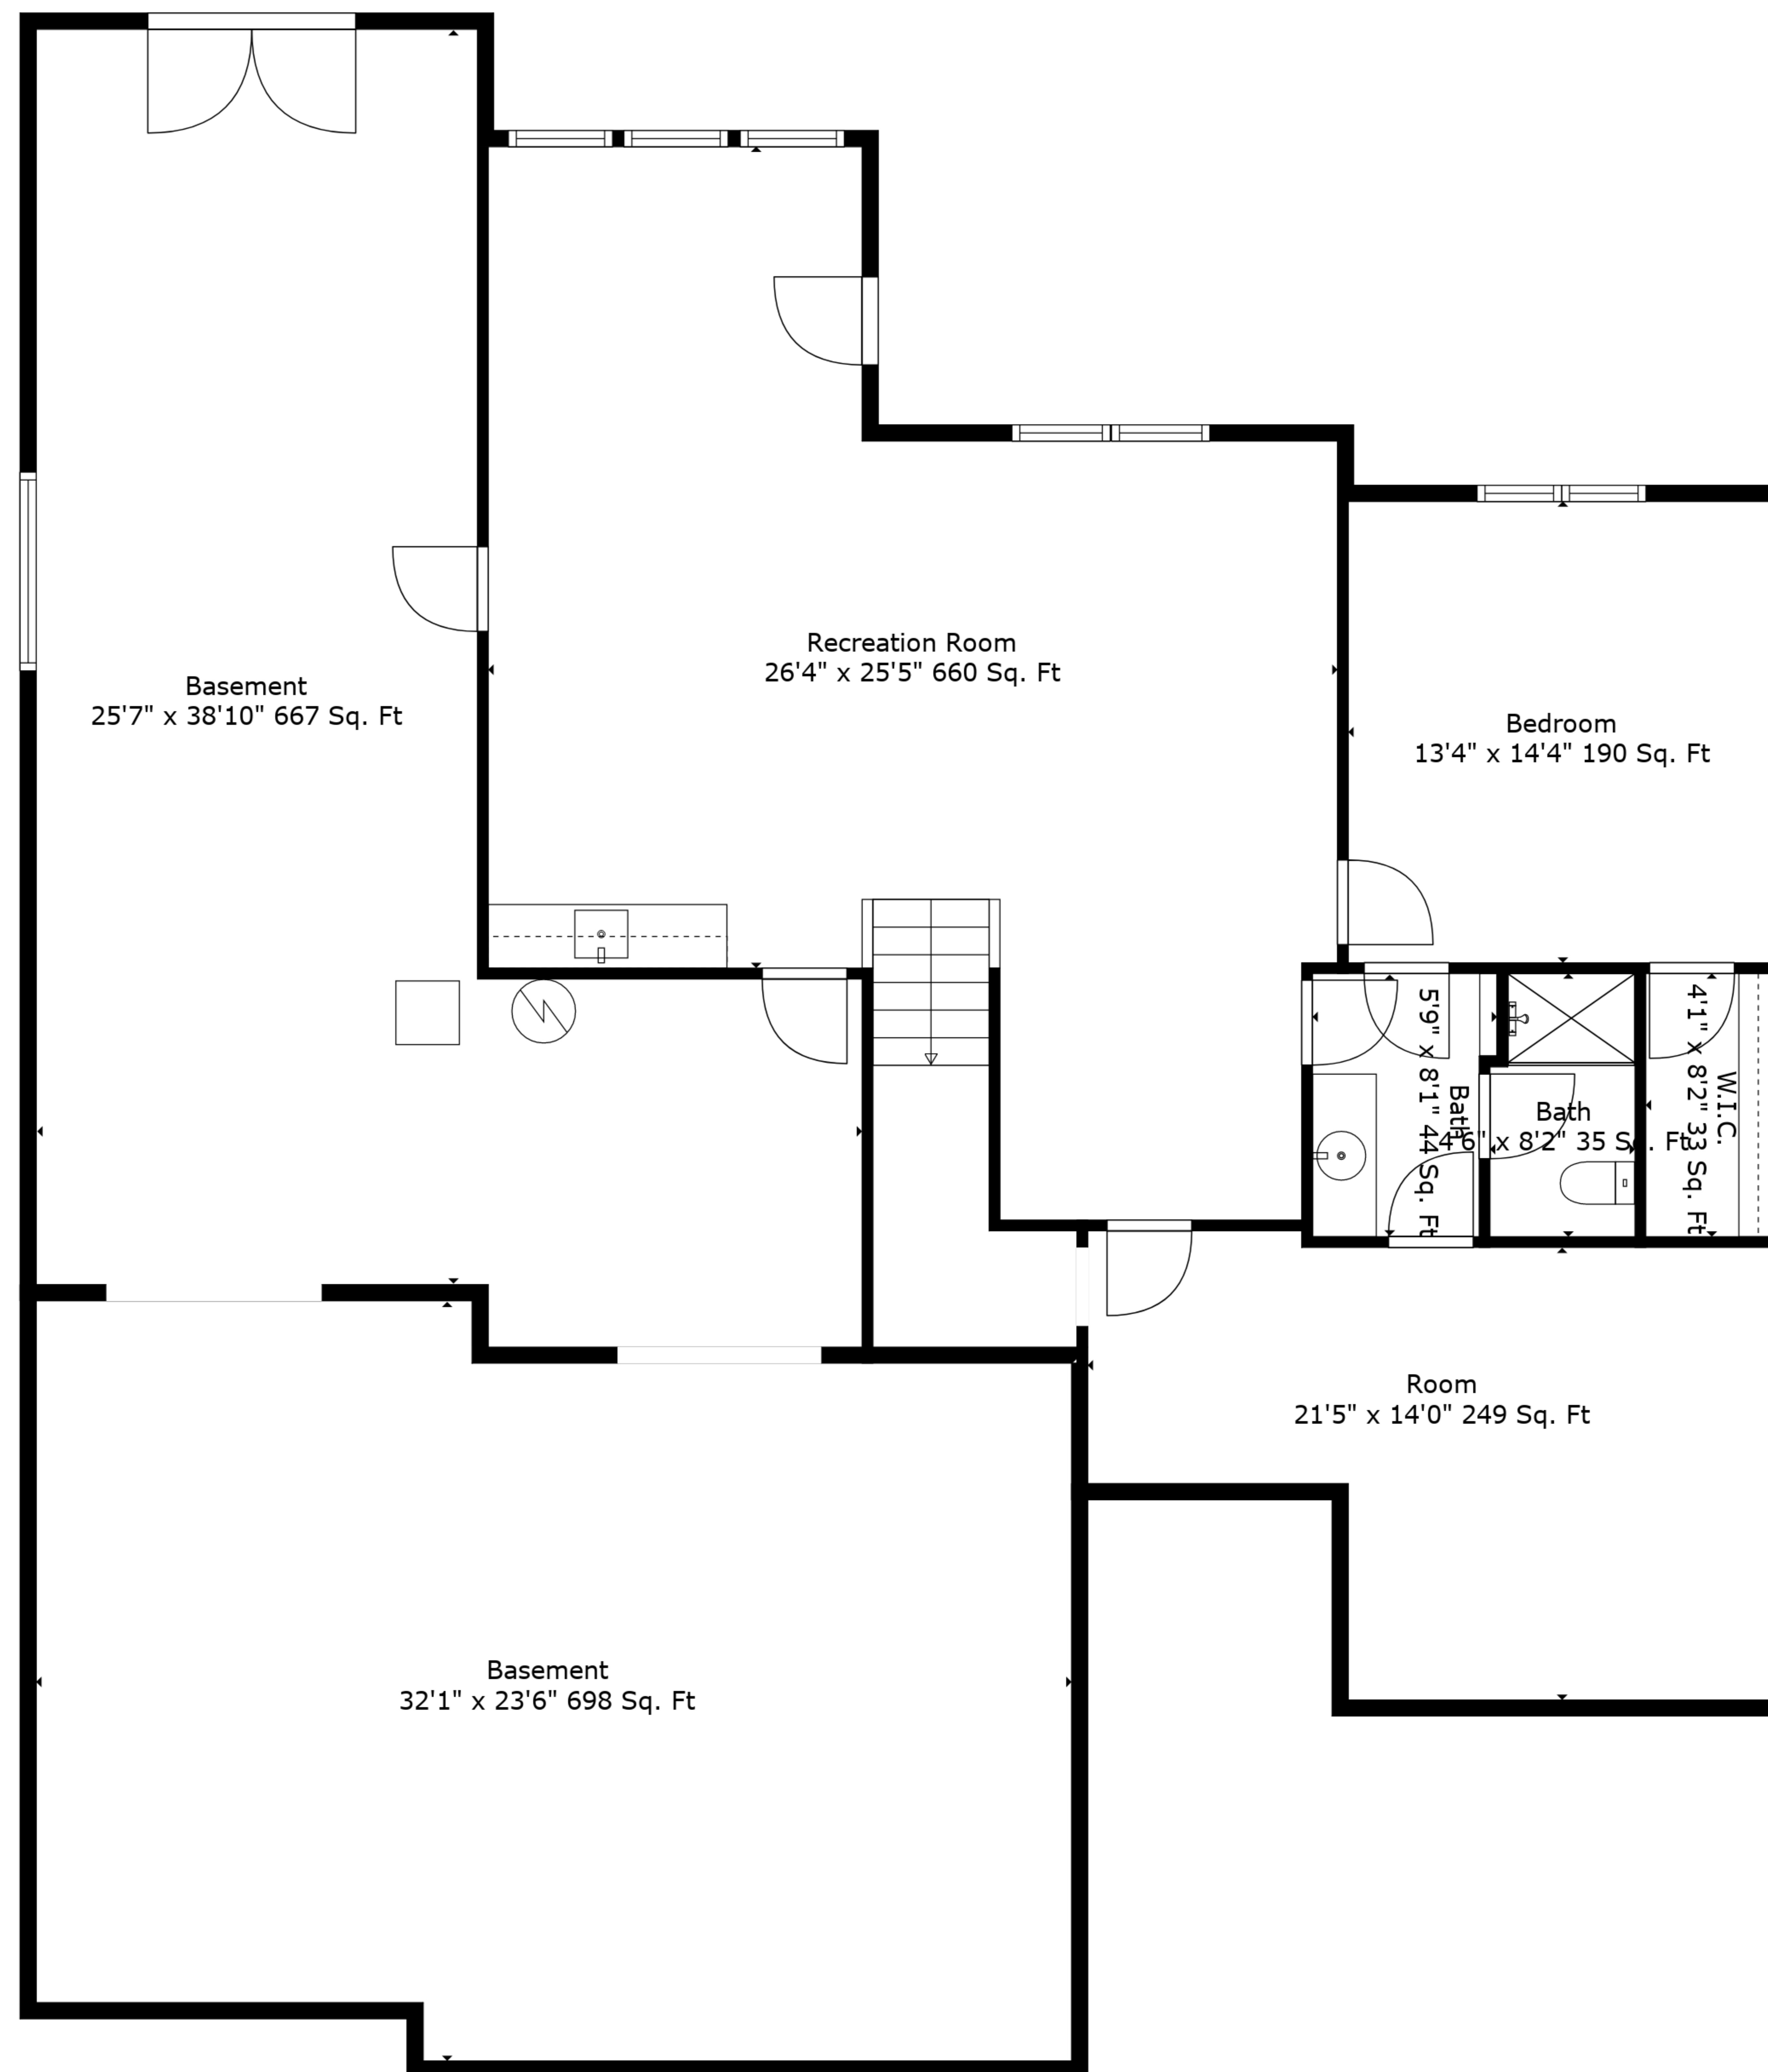 Recreation Room
26'4" x 25'5" 660 Sq. Ft
Basement
25'7" x 38'10" 667 Sq. Ft
Bedroom
13'4" x 14'4" 190 Sq. Ft
Bath
5'9" x 8'1" 44 Sq. Ft
Bath
4'6" x 8'2" 35 Sq. Ft
W.I.C.
4'1" x 8'2" 33 Sq. Ft
Room
21'5" x 14'0" 249 Sq. Ft
Basement
32'1" x 23'6" 698 Sq. Ft